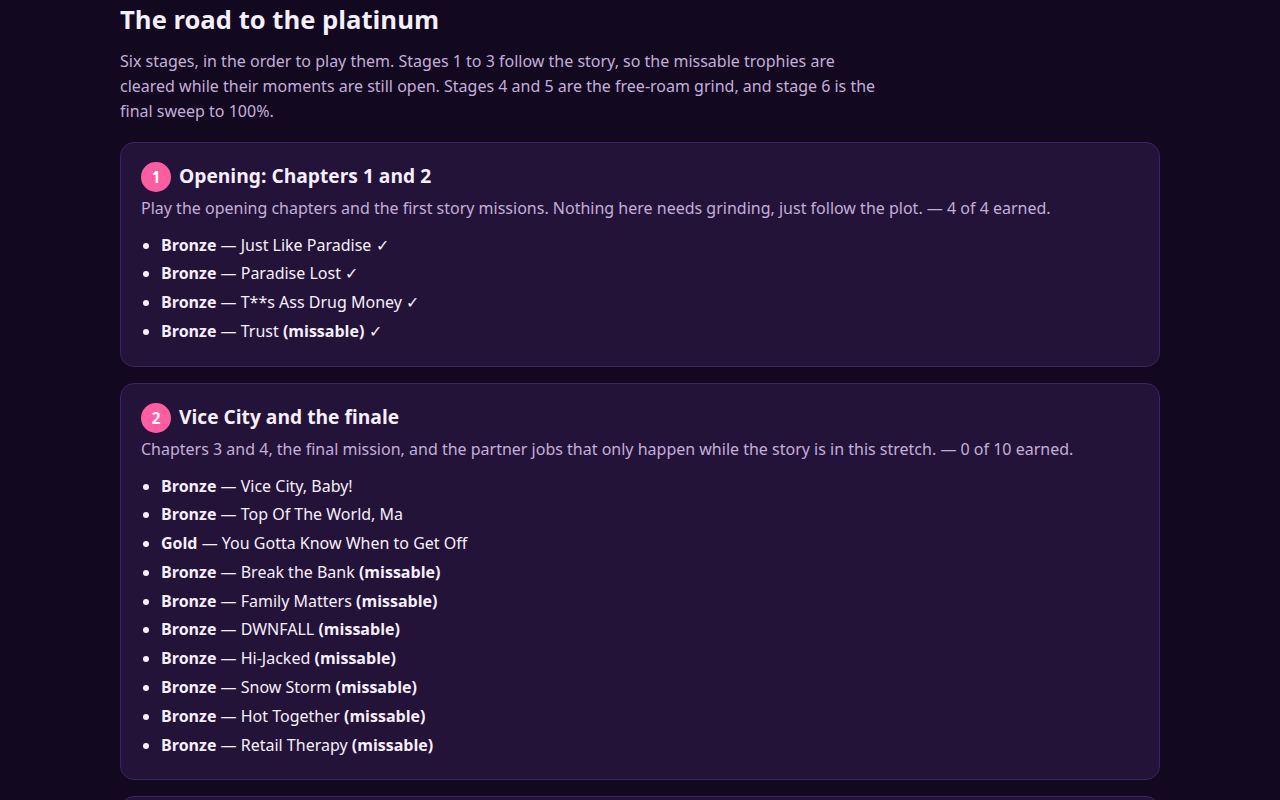 The road to the platinum
Six stages, in the order to play them. Stages 1 to 3 follow the story, so the missable trophies are
cleared while their moments are still open. Stages 4 and 5 are the free-roam grind, and stage 6 is the
final sweep to 100%.
1 Opening: Chapters 1 and 2
Play the opening chapters and the first story missions. Nothing here needs grinding, just follow the plot. — 4 of 4 earned.
• Bronze — Just Like Paradise ✓
• Bronze — Paradise Lost ✓
• Bronze — T**s Ass Drug Money ✓
• Bronze — Trust (missable) ✓
2 Vice City and the finale
Chapters 3 and 4, the final mission, and the partner jobs that only happen while the story is in this stretch. — 0 of 10 earned.
• Bronze — Vice City, Baby!
• Bronze — Top Of The World, Ma
• Gold — You Gotta Know When to Get Off
• Bronze — Break the Bank (missable)
• Bronze — Family Matters (missable)
• Bronze — DWNFALL (missable)
• Bronze — Hi-Jacked (missable)
• Bronze — Snow Storm (missable)
• Bronze — Hot Together (missable)
• Bronze — Retail Therapy (missable)